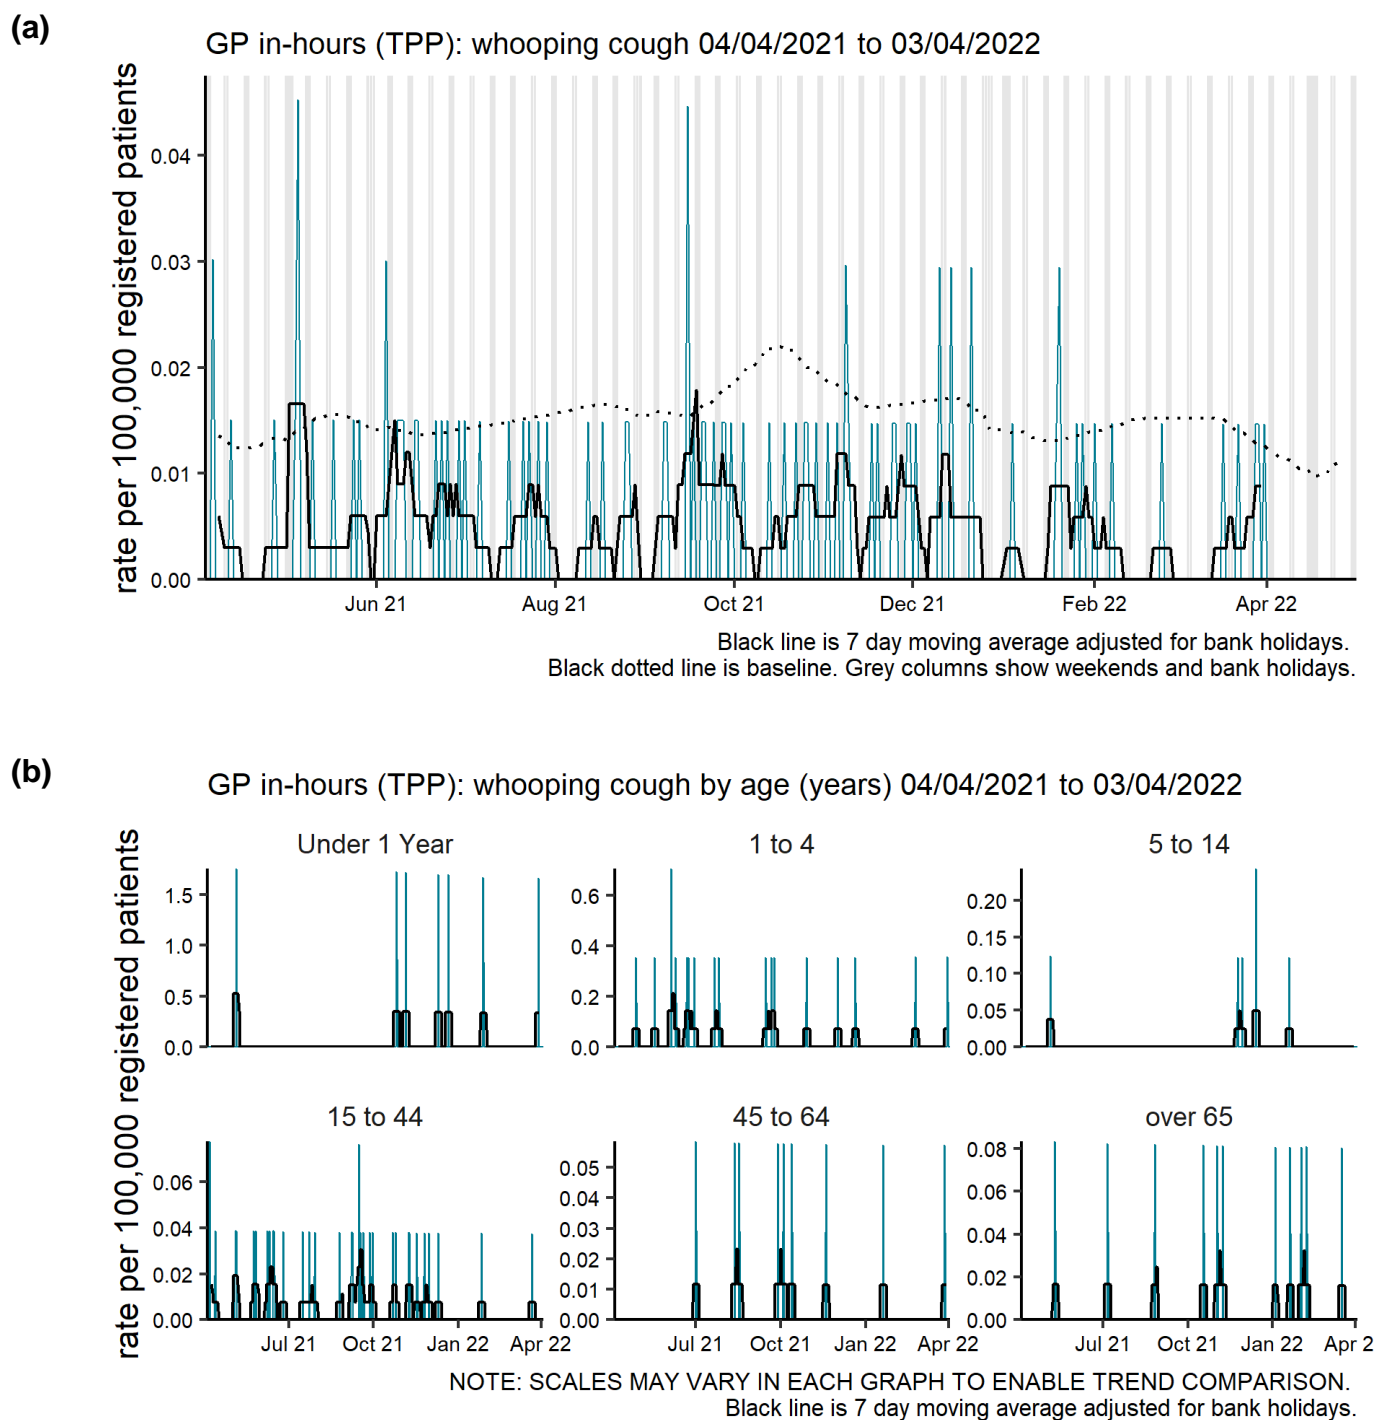 (a)
GP in-hours (TPP): whooping cough 04/04/2021 to 03/04/2022
rate per 100,000 registered patients
0.04
0.03
0.02
0.01
0.00
Jun 21 Aug 21 Oct 21 Dec 21 Feb 22 Apr 22
Black line is 7 day moving average adjusted for bank holidays.
Black dotted line is baseline. Grey columns show weekends and bank holidays.
(b)
GP in-hours (TPP): whooping cough by age (years) 04/04/2021 to 03/04/2022
rate per 100,000 registered patients
Under 1 Year
1.5
1.0
0.5
0.0
1 to 4
0.6
0.4
0.2
0.0
5 to 14
0.20
0.15
0.10
0.05
0.00
15 to 44
0.06
0.04
0.02
0.00
Jul 21 Oct 21 Jan 22 Apr 22
45 to 64
0.05
0.04
0.03
0.02
0.01
0.00
Jul 21 Oct 21 Jan 22 Apr 22
over 65
0.08
0.06
0.04
0.02
0.00
Jul 21 Oct 21 Jan 22 Apr 2
NOTE: SCALES MAY VARY IN EACH GRAPH TO ENABLE TREND COMPARISON.
Black line is 7 day moving average adjusted for bank holidays.